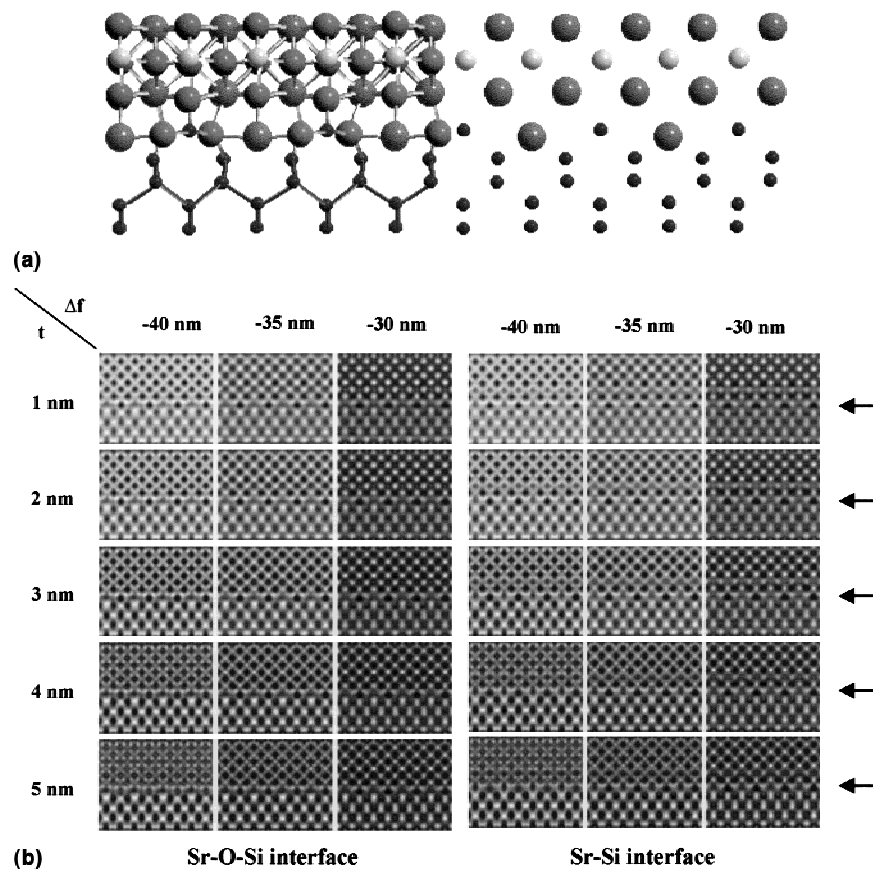 (a)
Δf
t
-40 nm -35 nm -30 nm -40 nm -35 nm -30 nm
1 nm
2 nm
3 nm
4 nm
5 nm
(b) Sr-O-Si interface Sr-Si interface